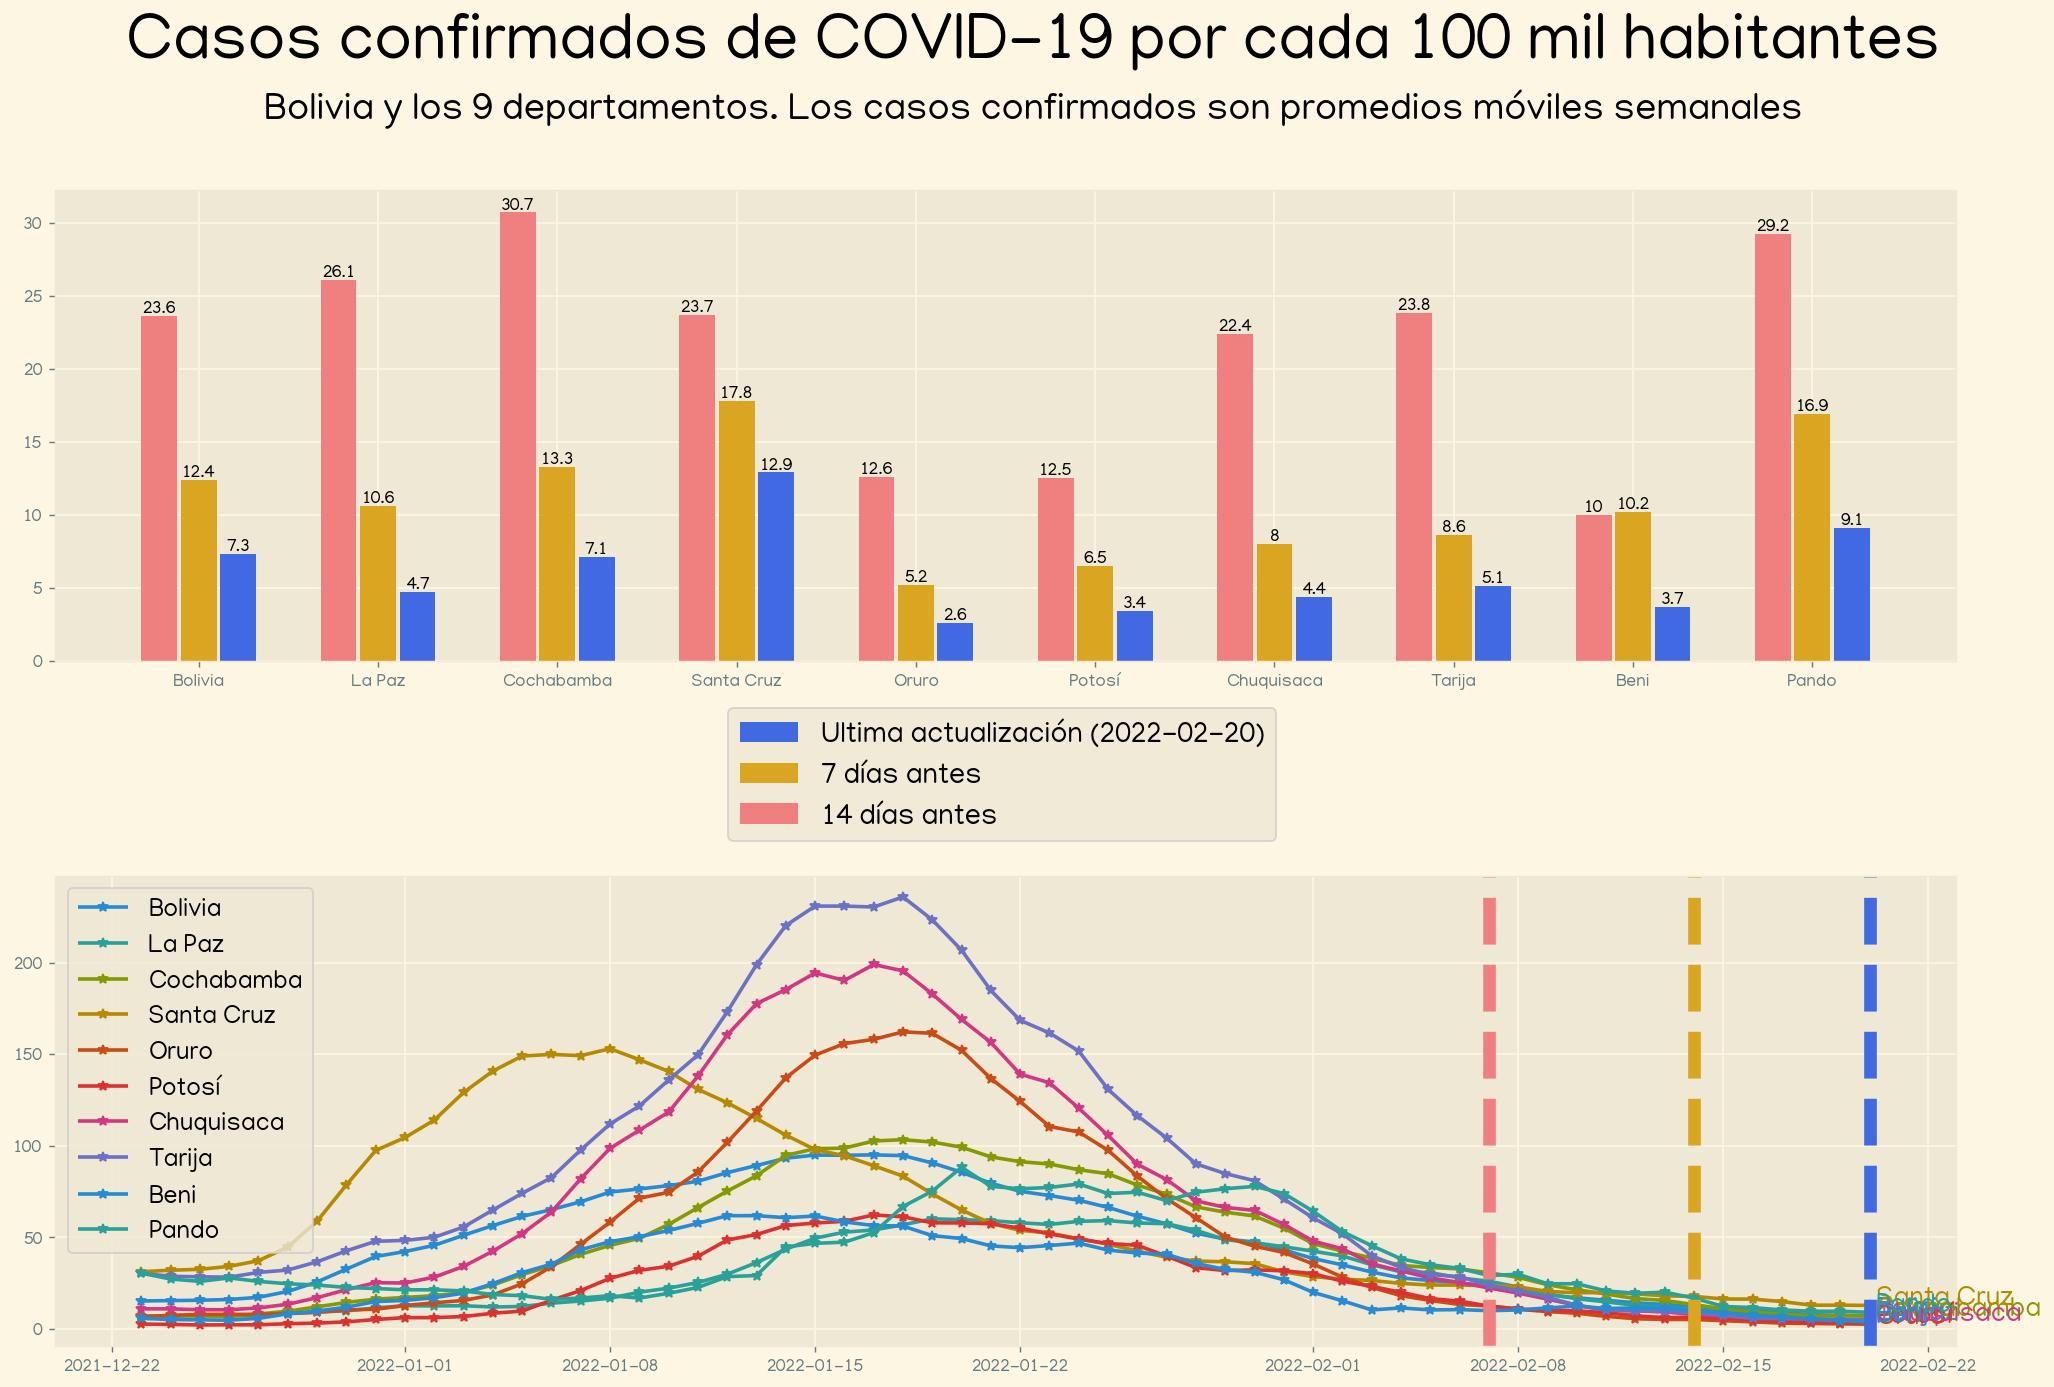 Casos confirmados de COVID-19 por cada 100 mil habitantes
Bolivia y los 9 departamentos. Los casos confirmados son promedios móviles semanales
30
25
20
15
10
5
0
23.6 12.4 7.3
26.1 10.6 4.7
30.7 13.3 7.1
23.7 17.8 12.9
12.6 5.2 2.6
12.5 6.5 3.4
22.4 8 4.4
23.8 8.6 5.1
10 10.2 3.7
29.2 16.9 9.1
Bolivia La Paz Cochabamba Santa Cruz Oruro Potosí Chuquisaca Tarija Beni Pando
Ultima actualización (2022-02-20)
7 días antes
14 días antes
200
150
100
50
0
Bolivia
La Paz
Cochabamba
Santa Cruz
Oruro
Potosí
Chuquisaca
Tarija
Beni
Pando
Santa Cruz
2021-12-22 2022-01-01 2022-01-08 2022-01-15 2022-01-22 2022-02-01 2022-02-08 2022-02-15 2022-02-22